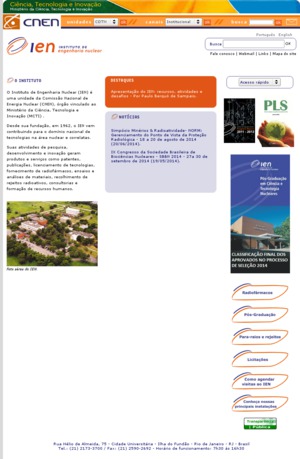 Ciência, Tecnologia e Inovação
Ministério da Ciência, Tecnologia e Inovação
CNEN
unidades
CDTN
saber
Institucional
Português English
ien INSTITUTO DE
engenharia nuclear
Busca
OK
Fale conosco | Webmail | Links | Mapa do site
O INSTITUTO
O Instituto de Engenharia Nuclear (IEN) é
uma unidade da Comissão Nacional de
Energia Nuclear (CNEN), órgão vinculado ao
Ministério da Ciência, Tecnologia e
Inovação (MCTI).
Desde sua fundação, em 1962, o IEN vem
contribuindo para o domínio nacional de
tecnologias na área nuclear e correlatas.
Suas atividades de pesquisa,
desenvolvimento e inovação geram
produtos e serviços como patentes,
publicações, licenciamento de tecnologias,
fornecimento de radiofármacos, ensaios e
análises de materiais, recolhimento de
rejeitos radioativos, consultorias e
formação de recursos humanos.
Foto aérea do IEN
DESTAQUES
Apresentação do IEN: recursos, atividades e
desafios - Por Paulo Berquó de Sampaio.
NOTÍCIAS
Simpósio Minérios & Radioatividade: NORM-
Gerenciamento do Ponto de Vista da Proteção
Radiológica - 18 a 20 de agosto de 2014
(20/06/2014).
IV Congresso da Sociedade Brasileira de
Biociências Nucleares - SBBN 2014 - 27 a 30 de
setembro de 2014 (19/05/2014).
Acesso rápido
PLS
ien
Pós-Graduação
em Ciência e
Tecnologia
Nucleares
CLASSIFICAÇÃO FINAL DOS
APROVADOS NO PROCESSO
DE SELEÇÃO 2014
Radiofármacos
Pós-Graduação
Para-raios e rejeitos
Licitações
Como agendar
visitas ao IEN
Conheça nossas
principais instalações
Transparência
Pública
Rua Hélio de Almeida, 75 - Cidade Universitária - Ilha do Fundão - Rio de Janeiro - RJ - Brasil
Tel.: (21) 2173-3700 / Fax: (21) 2590-2692 - Horário de funcionamento: 7h30 às 16h30